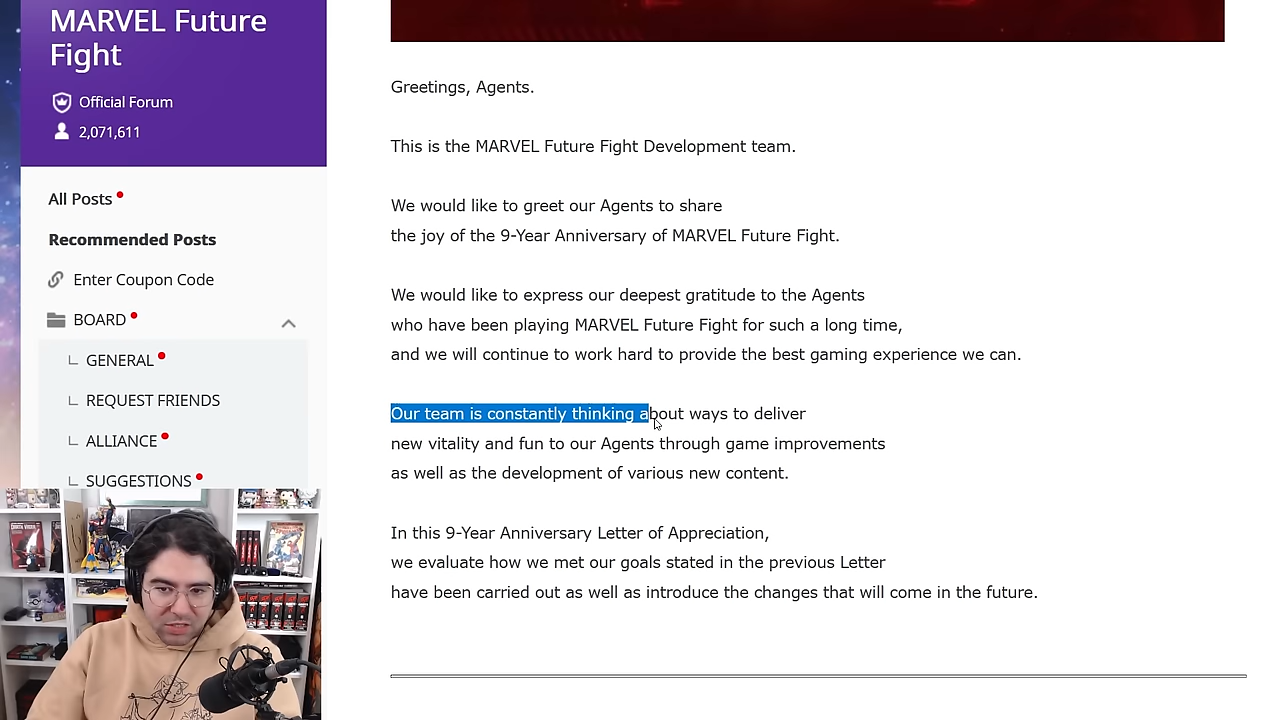 MARVEL Future
Fight
Official Forum
2,071,611
All Posts
Recommended Posts
Enter Coupon Code
BOARD
GENERAL
REQUEST FRIENDS
ALLIANCE
SUGGESTIONS
Greetings, Agents.
This is the MARVEL Future Fight Development team.
We would like to greet our Agents to share
the joy of the 9-Year Anniversary of MARVEL Future Fight.
We would like to express our deepest gratitude to the Agents
who have been playing MARVEL Future Fight for such a long time,
and we will continue to work hard to provide the best gaming experience we can.
Our team is constantly thinking about ways to deliver
new vitality and fun to our Agents through game improvements
as well as the development of various new content.
In this 9-Year Anniversary Letter of Appreciation,
we evaluate how we met our goals stated in the previous Letter
have been carried out as well as introduce the changes that will come in the future.